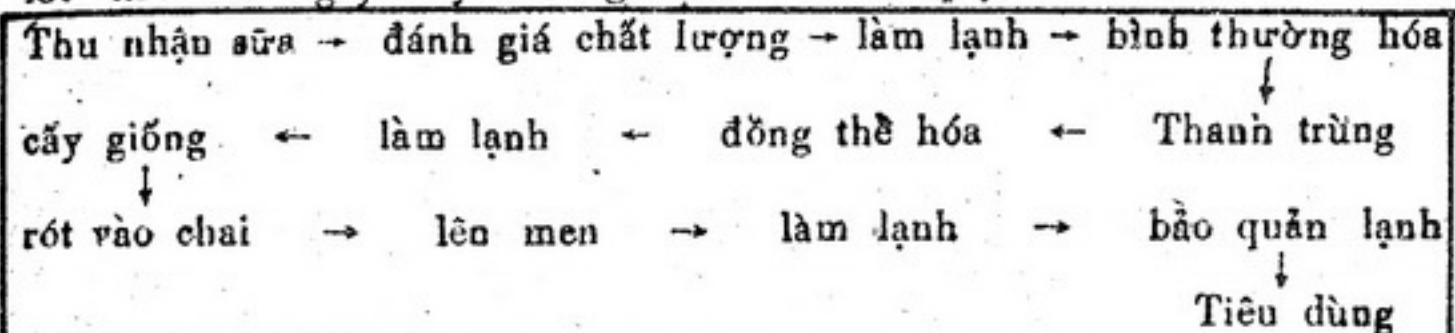 Thu nhận sữa → đánh giá chất lượng → làm lạnh → bình thường hóa
↓
cấy giống ← làm lạnh ← đồng thể hóa ← Thanh trừng
↓
rót vào chai → lên men → làm lạnh → bảo quản lạnh
↓
Tiêu dùng